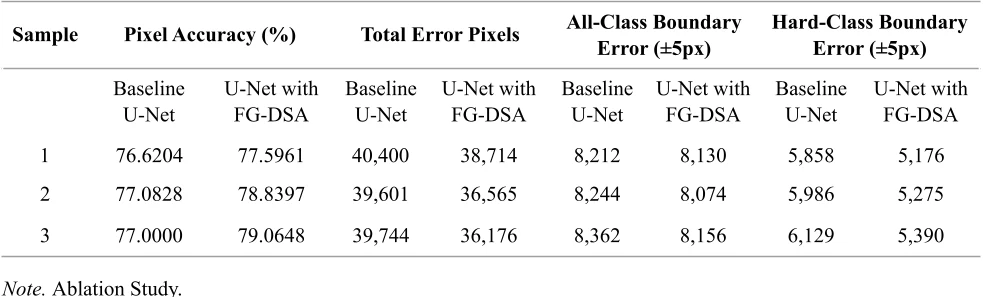 Sample Pixel Accuracy (%) Total Error Pixels All-Class Boundary Error (±5px) Hard-Class Boundary Error (±5px)
Baseline U-Net U-Net with FG-DSA Baseline U-Net U-Net with FG-DSA Baseline U-Net U-Net with FG-DSA Baseline U-Net U-Net with FG-DSA
1 76.6204 77.5961 40,400 38,714 8,212 8,130 5,858 5,176
2 77.0828 78.8397 39,601 36,565 8,244 8,074 5,986 5,275
3 77.0000 79.0648 39,744 36,176 8,362 8,156 6,129 5,390
Note. Ablation Study.